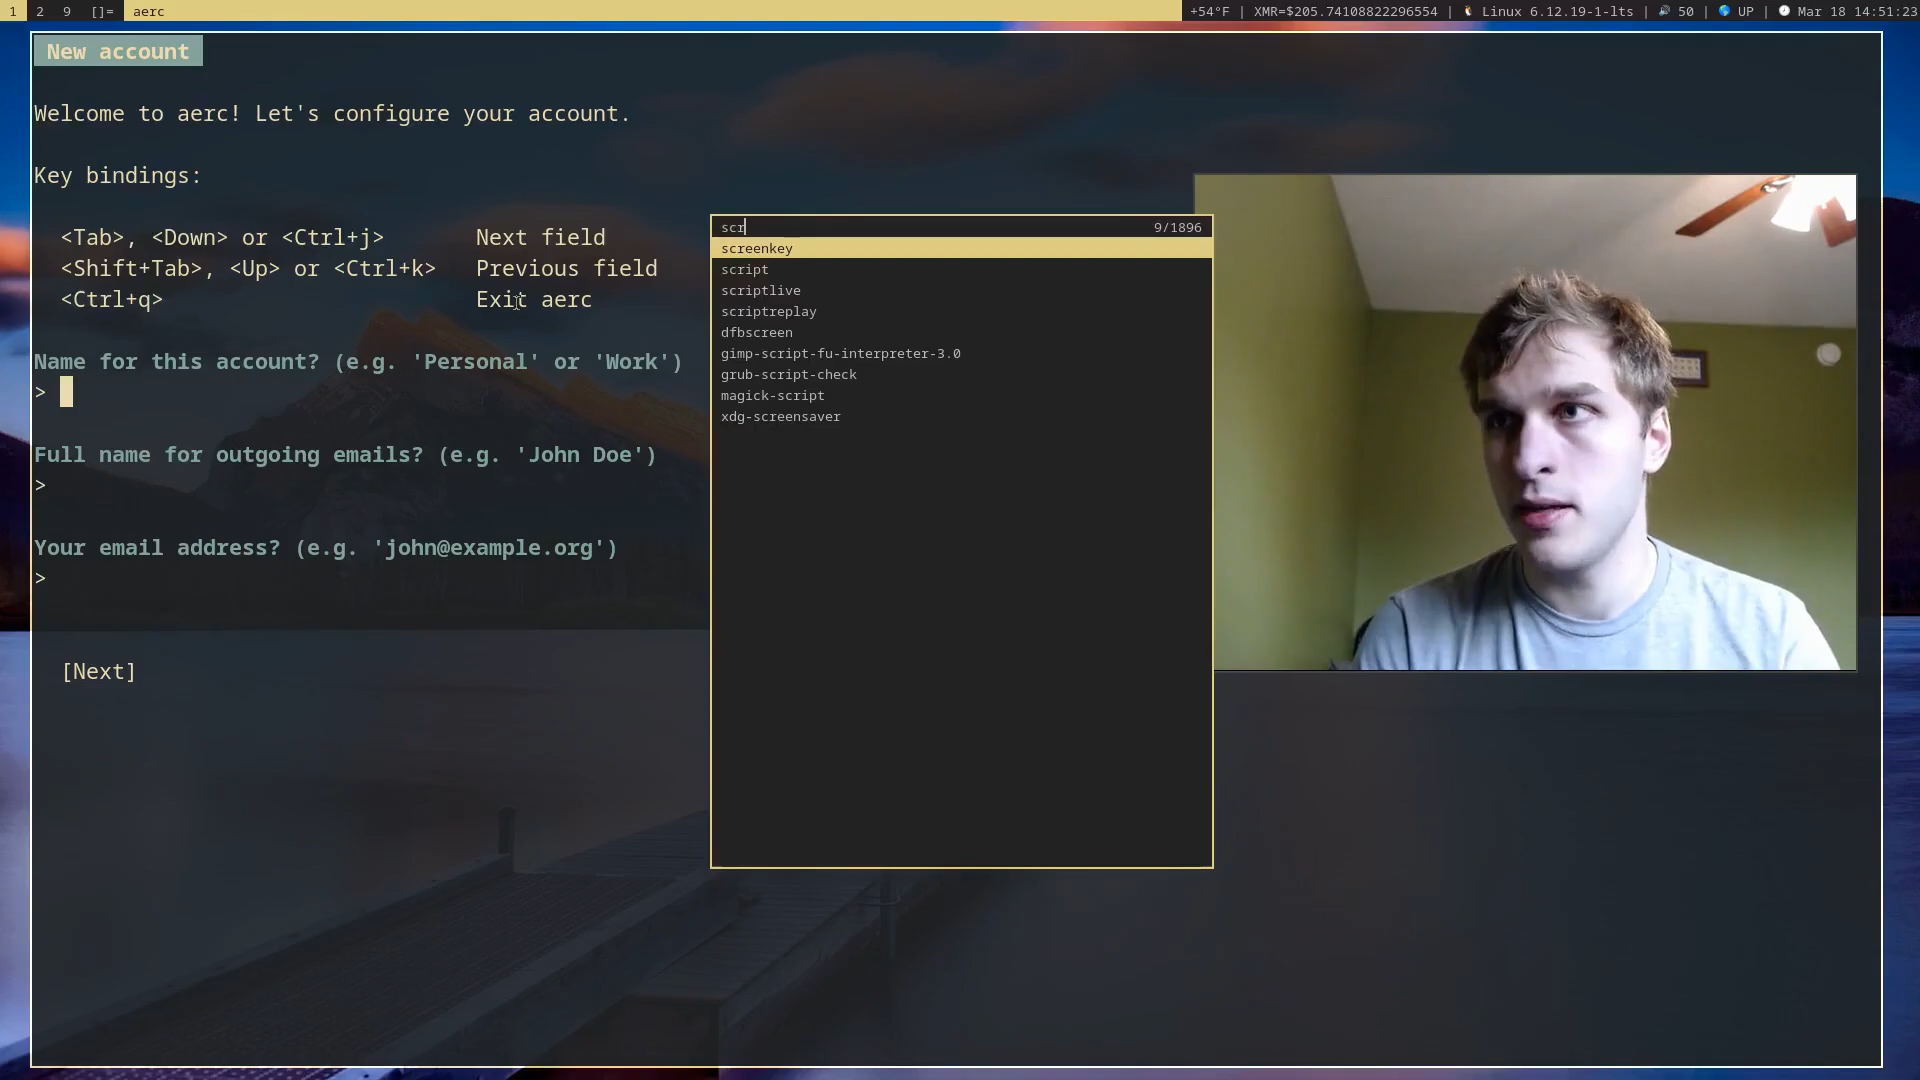 1 2 9 []= aerc
+54°F | XMR=$205.74108822296554 | Linux 6.12.19-1-lts | 50 | UP | Mar 18 14:51:23
New account
Welcome to aerc! Let's configure your account.
Key bindings:
<Tab>, <Down> or <Ctrl+j> Next field
<Shift+Tab>, <Up> or <Ctrl+k> Previous field
<Ctrl+q> Exit aerc
Name for this account? (e.g. 'Personal' or 'Work')
>
Full name for outgoing emails? (e.g. 'John Doe')
>
Your email address? (e.g. 'john@example.org')
>
[Next]
scr 9/1896
screenkey
script
scriptlive
scriptreplay
dfbscreen
gimp-script-fu-interpreter-3.0
grub-script-check
magick-script
xdg-screensaver